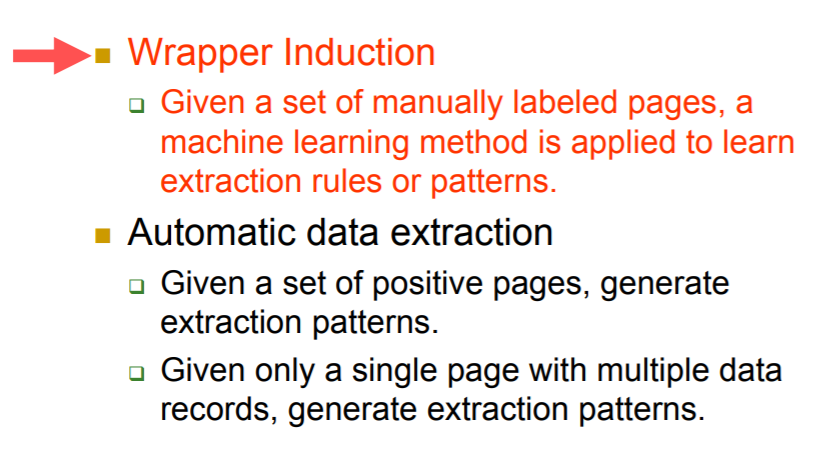 Wrapper Induction
Given a set of manually labeled pages, a
machine learning method is applied to learn
extraction rules or patterns.
Automatic data extraction
Given a set of positive pages, generate
extraction patterns.
Given only a single page with multiple data
records, generate extraction patterns.